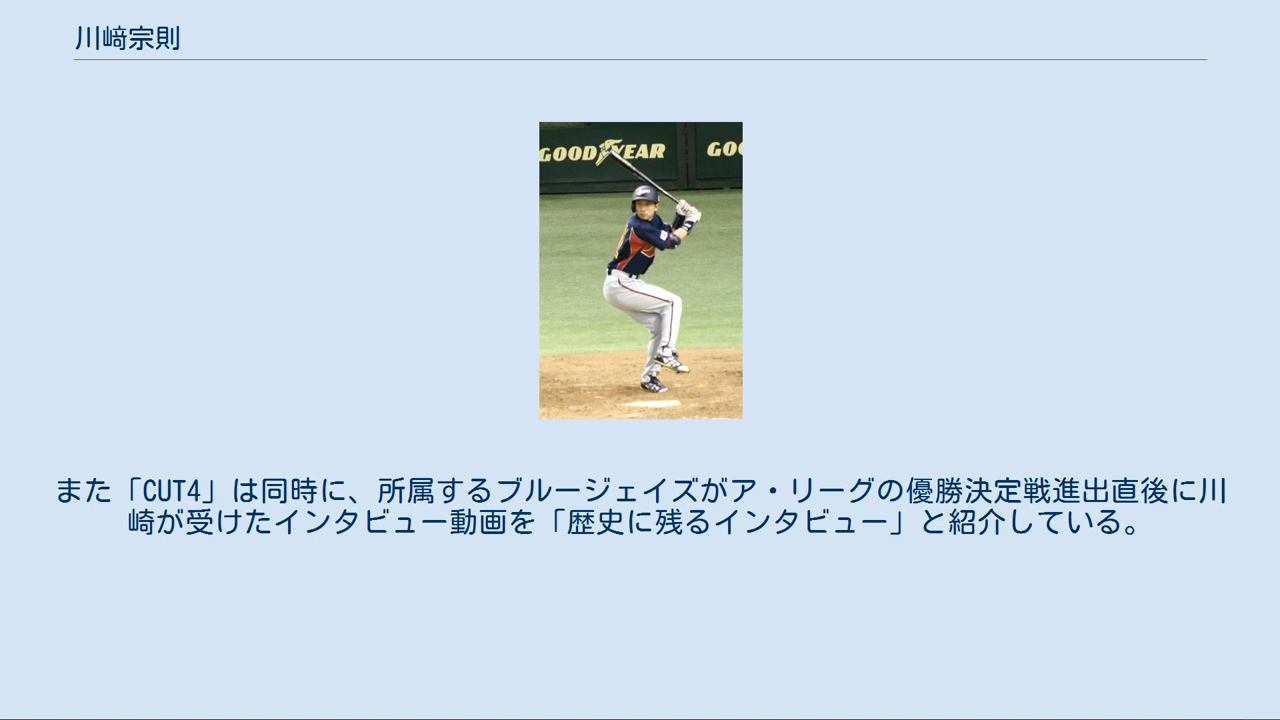 川﨑宗則
GOODYEAR GOO
また「CUT4」は同時に、所属するブルージェイズがア・リーグの優勝決定戦進出直後に川
崎が受けたインタビュー動画を「歴史に残るインタビュー」と紹介している。